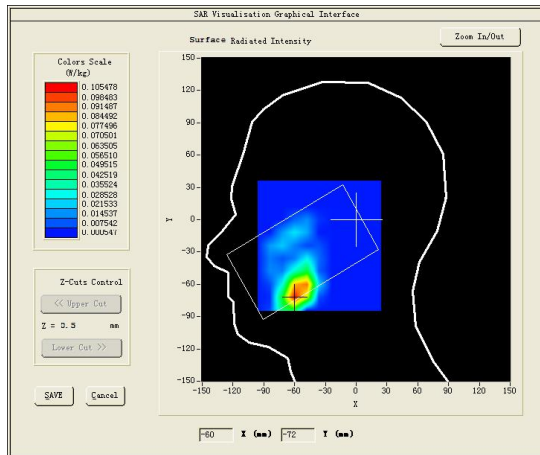 SAR Visualisation Graphical Interface
Surface Radiated Intensity
Zoom In/Out
Colors Scale
(W/kg)
0.105478
0.098483
0.091487
0.084492
0.077496
0.070501
0.063505
0.056510
0.049515
0.042519
0.035524
0.028528
0.021533
0.014537
0.007542
0.000547
Z-Cuts Control
<< Upper Cut
Z = 3.5 mm
Lower Cut >>
SAVE
Cancel
150
120
90
60
30
0
-30
-60
-90
-120
-150
Y
-150 -120 -90 -60 -30 0 30 60 90 120 150
X
-60 X (mm) -72 Y (mm)